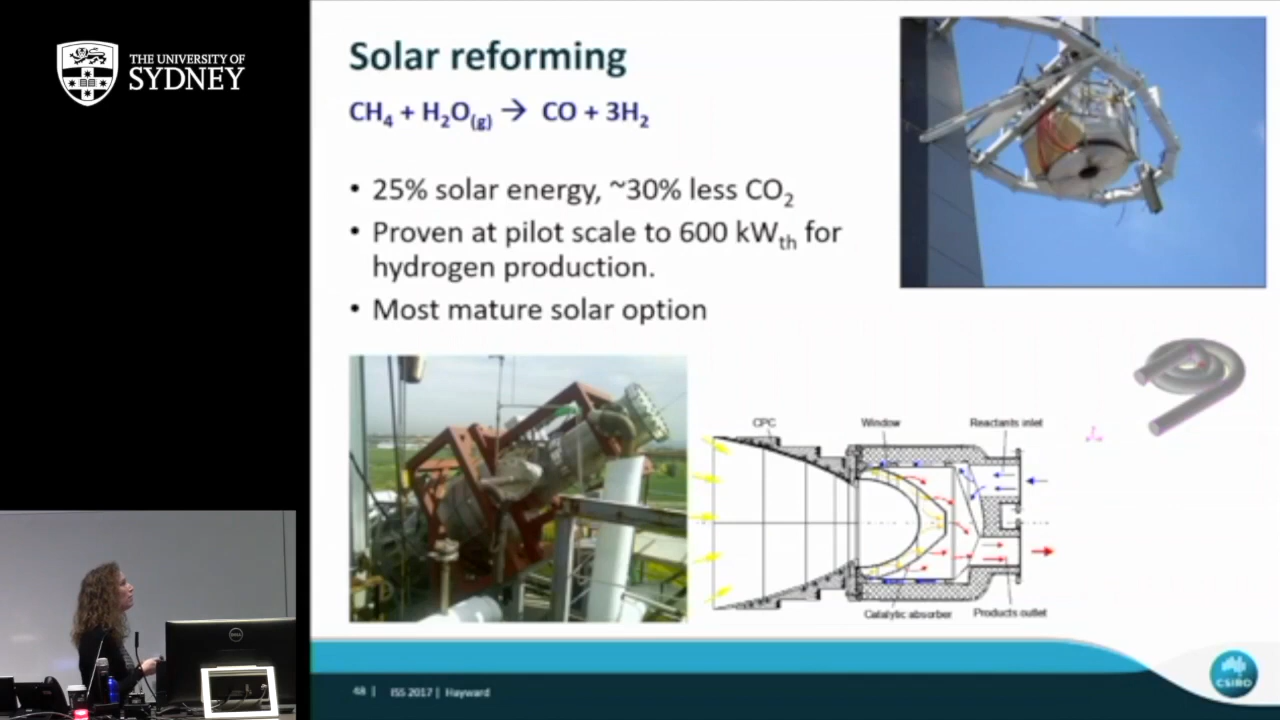 THE UNIVERSITY OF
SYDNEY
Solar reforming
CH₄ + H₂O₍g₎ → CO + 3H₂
• 25% solar energy, ~30% less CO₂
• Proven at pilot scale to 600 kWth for
hydrogen production.
• Most mature solar option
CPC
Window
Reactants inlet
Catalytic absorber
Products outlet
DELL
48 | ISS 2017 | Hayward
CSIRO